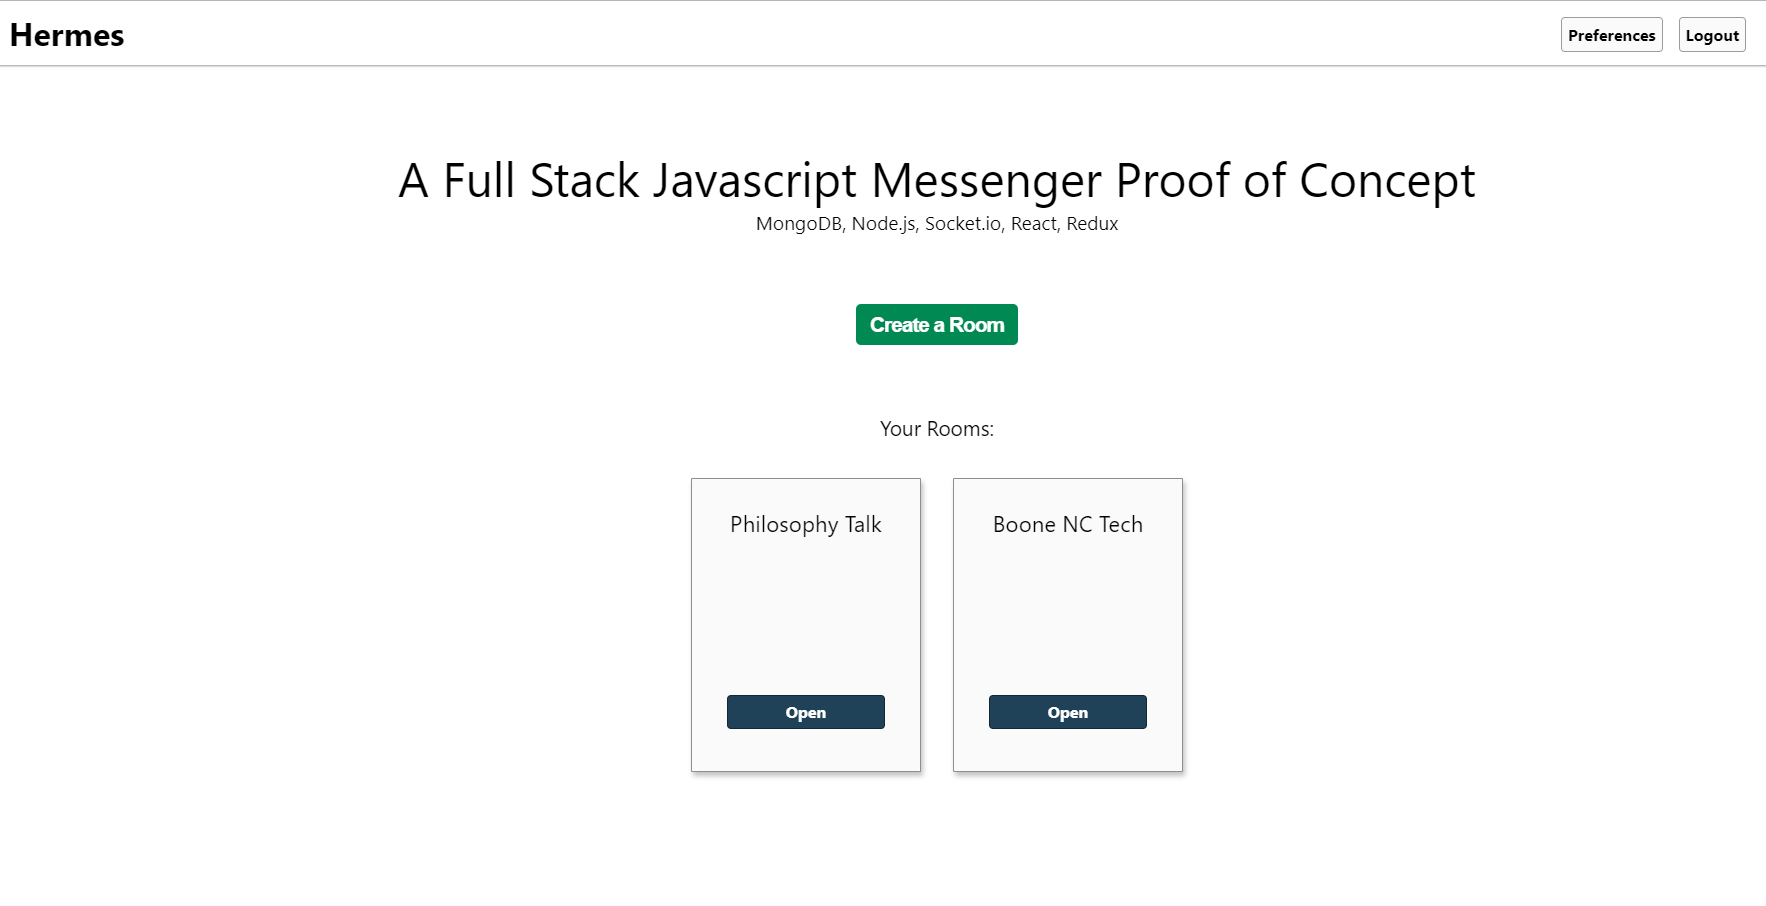 Hermes
Preferences
Logout
A Full Stack Javascript Messenger Proof of Concept
MongoDB, Node.js, Socket.io, React, Redux
Create a Room
Your Rooms:
Philosophy Talk
Open
Boone NC Tech
Open